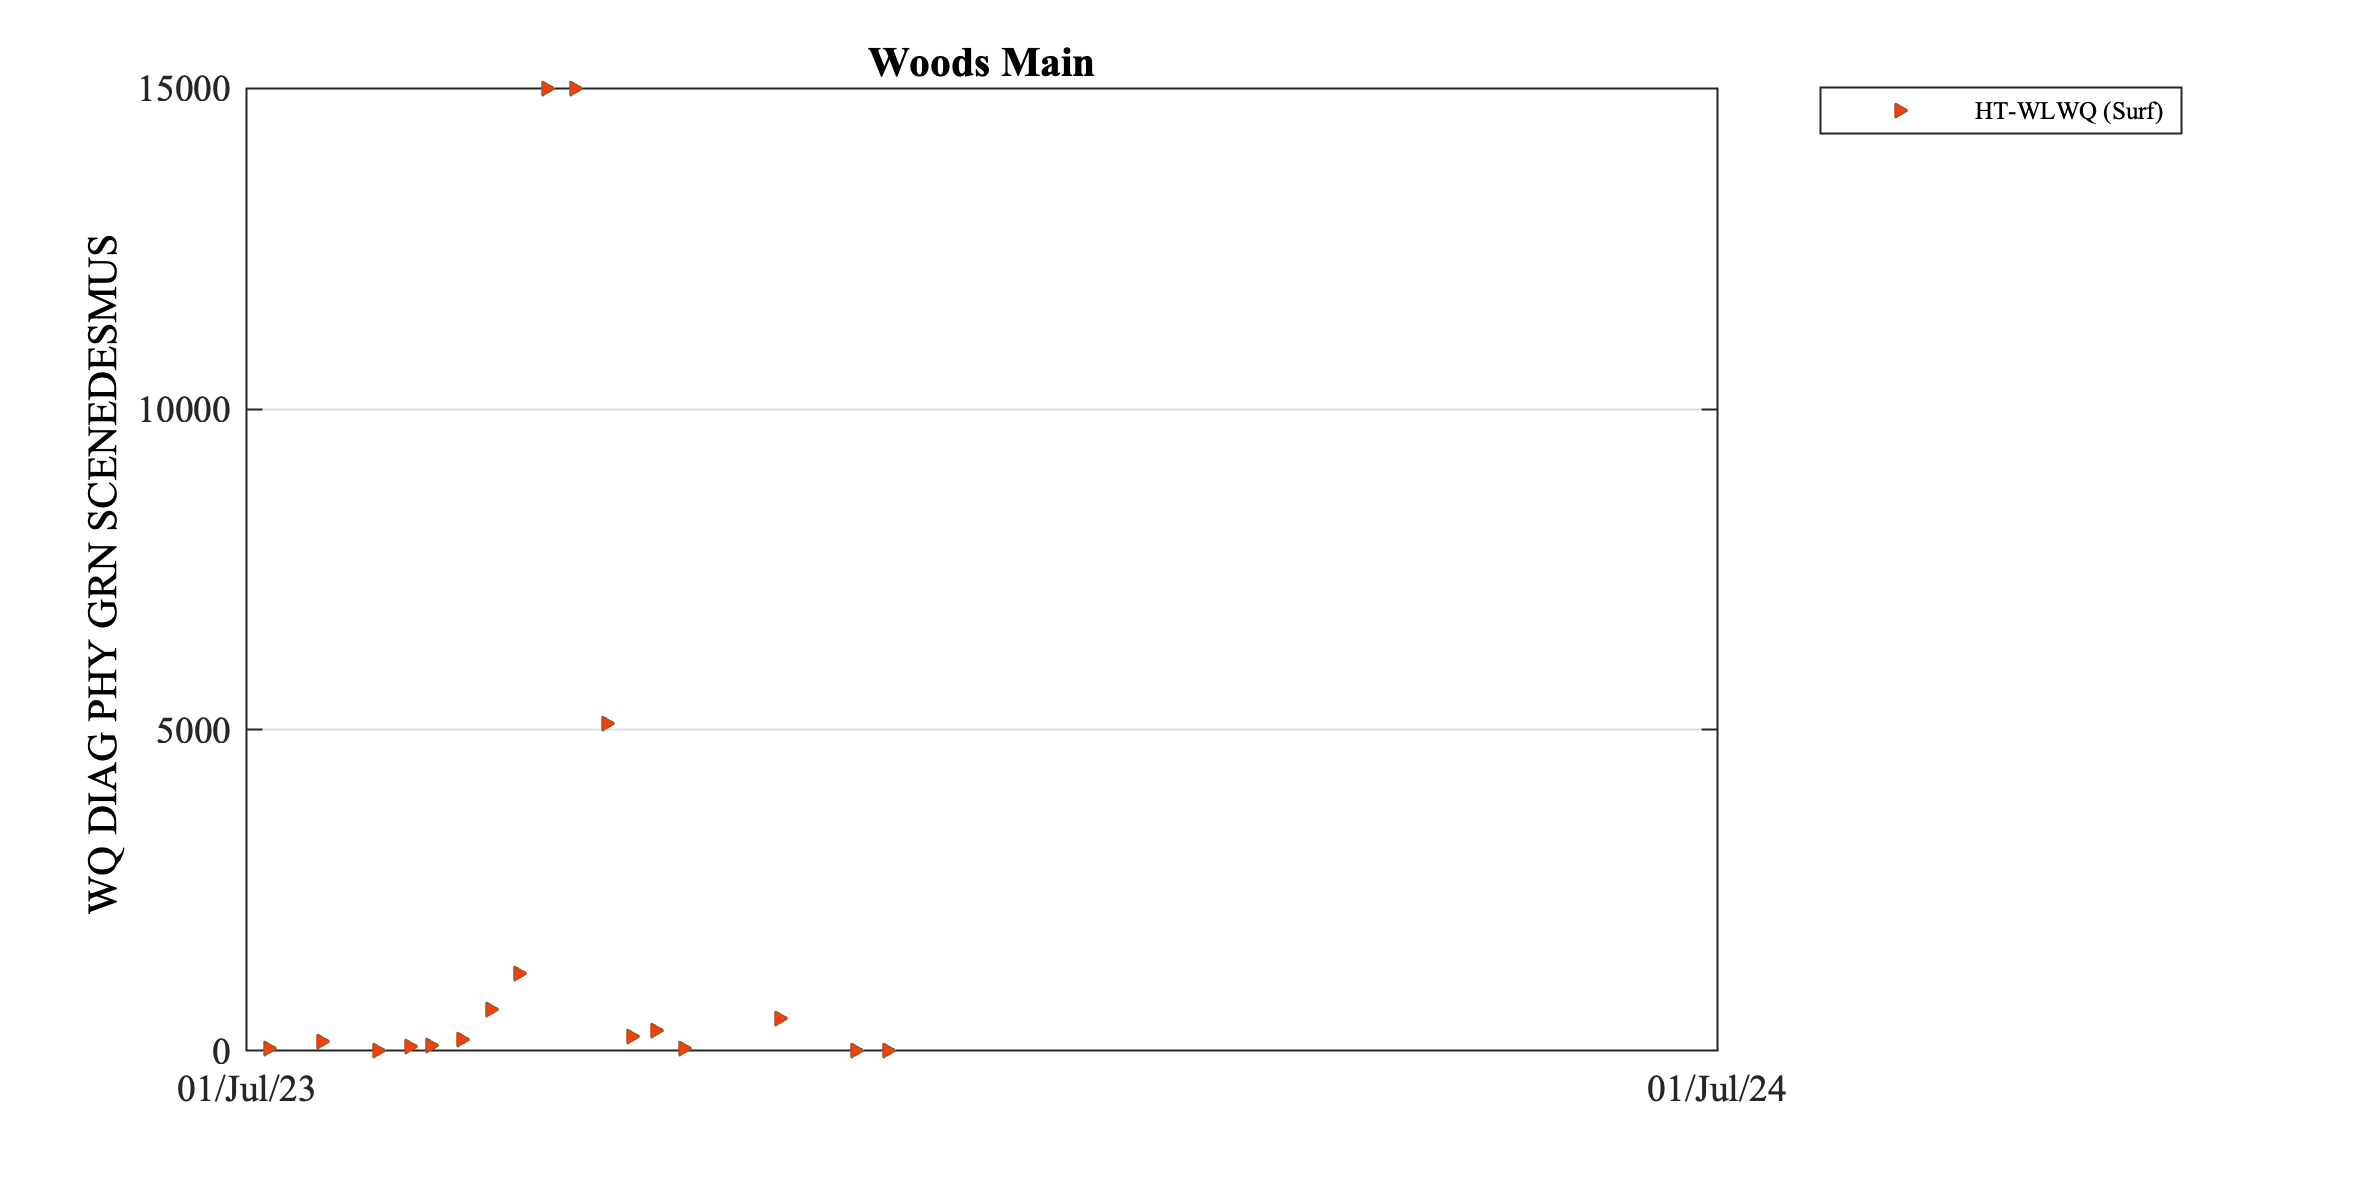 Woods Main
15000
10000
5000
0
WQ DIAG PHY GRN SCENEDESMUS
01/Jul/23
01/Jul/24
HT-WLWQ (Surf)